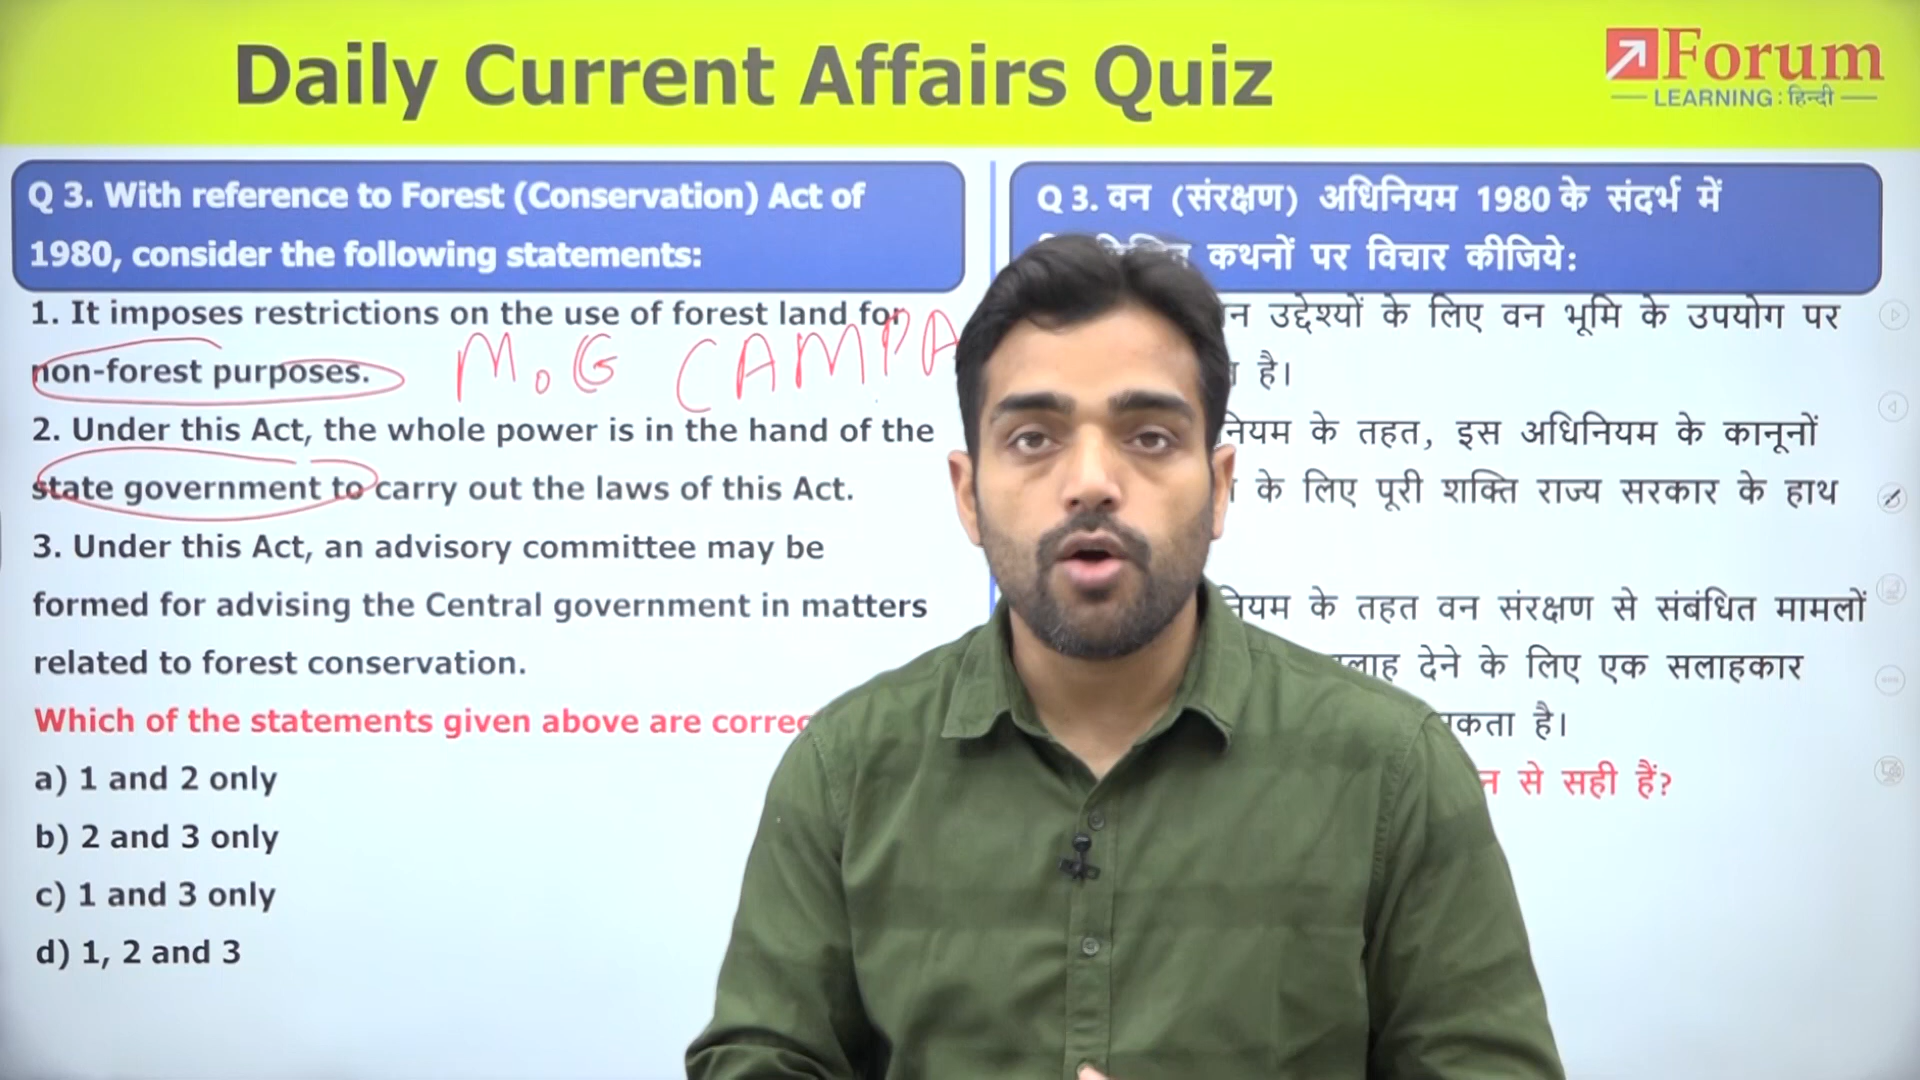 Daily Current Affairs Quiz
Forum
LEARNING : हिन्दी
Q 3. With reference to Forest (Conservation) Act of
1980, consider the following statements:
1. It imposes restrictions on the use of forest land for
non-forest purposes.
MoG CAMPA
2. Under this Act, the whole power is in the hand of the
state government to carry out the laws of this Act.
3. Under this Act, an advisory committee may be
formed for advising the Central government in matters
related to forest conservation.
Which of the statements given above are
a) 1 and 2 only
b) 2 and 3 only
c) 1 and 3 only
d) 1, 2 and 3
Q 3. वन (संरक्षण) अधिनियम 1980 के संदर्भ में
कथनों पर विचार कीजिये:
उद्देश्यों के लिए वन भूमि के उपयोग पर
है।
के तहत, इस अधिनियम के कानूनों
के लिए पूरी शक्ति राज्य सरकार के हाथ
के तहत वन संरक्षण से संबंधित मामलों
देने के लिए एक सलाहकार
है।
से सही हैं?